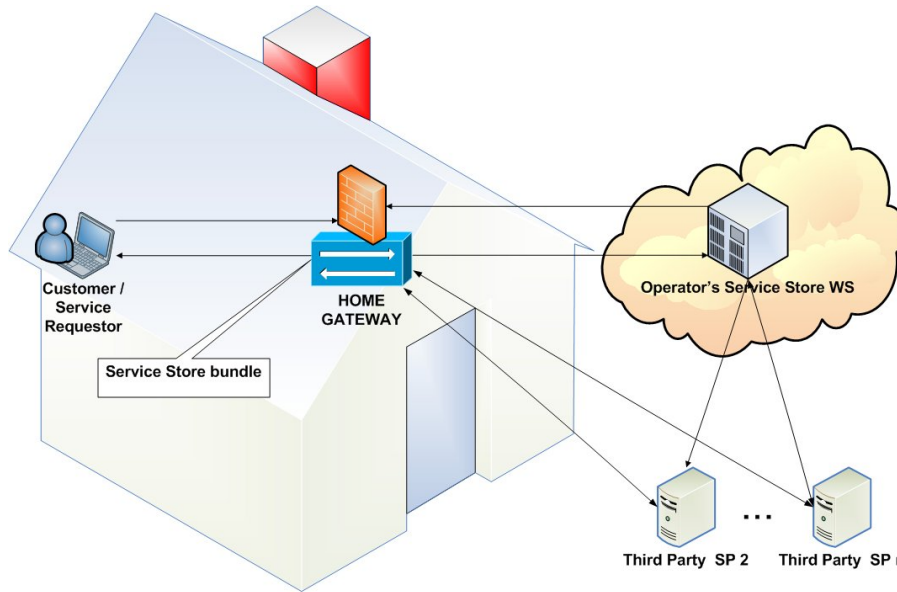 Customer /
Service
Requestor
HOME
GATEWAY
Operator's Service Store WS
Service Store bundle
...
Third Party SP 2
Third Party SP